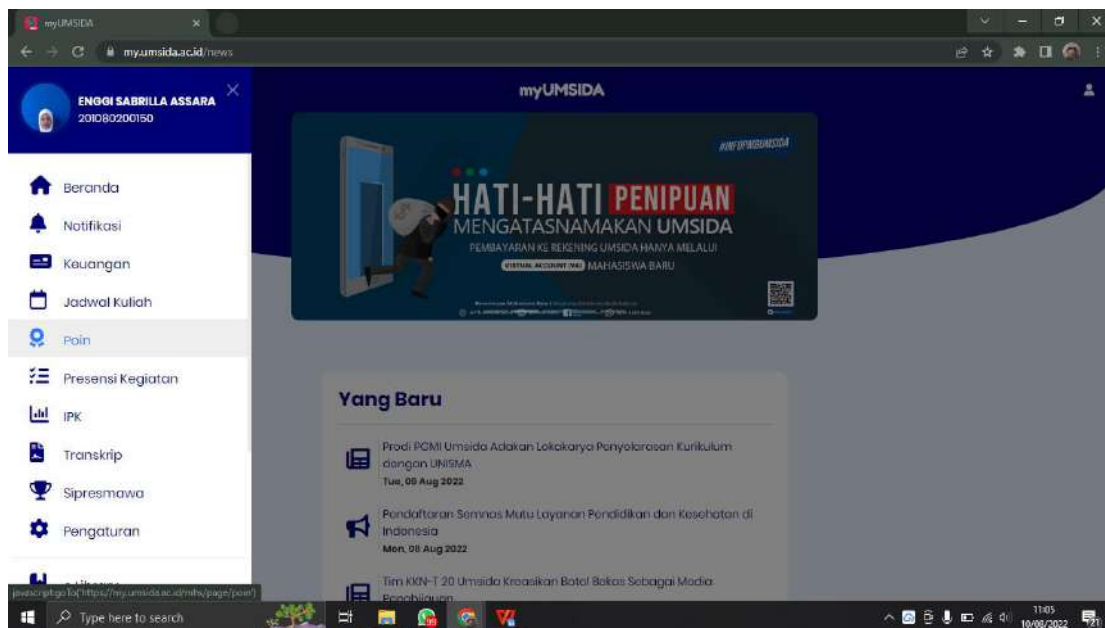 myUMSIDA
my.umsida.ac.id/news
ENGGI SABRILLA ASSARA
201080200150
myUMSIDA
Beranda
Notifikasi
Keuangan
Jadwal Kuliah
Poin
Presensi Kegiatan
IPK
Transkrip
Sipresmawa
Pengaturan
#INFOPMBUMSIDA
HATI-HATI PENIPUAN
MENGATASNAMAKAN UMSIDA
PEMBAYARAN KE REKENING UMSIDA HANYA MELALUI
VIRTUAL ACCOUNT (VA) MAHASISWA BARU
Yang Baru
Prodi PGMI Umsida Adakan Lokakarya Penyelarasan Kurikulum
dengan UNISMA
Tue, 09 Aug 2022
Pendaftaran Semnas Mutu Layanan Pendidikan dan Kesehatan di
Indonesia
Mon, 08 Aug 2022
Tim KKN-T 20 Umsida Kreasikan Botol Bekas Sebagai Media
javascript:goTo('https://my.umsida.ac.id/mhs/page/poin')
Type here to search
11:05
10/08/2022